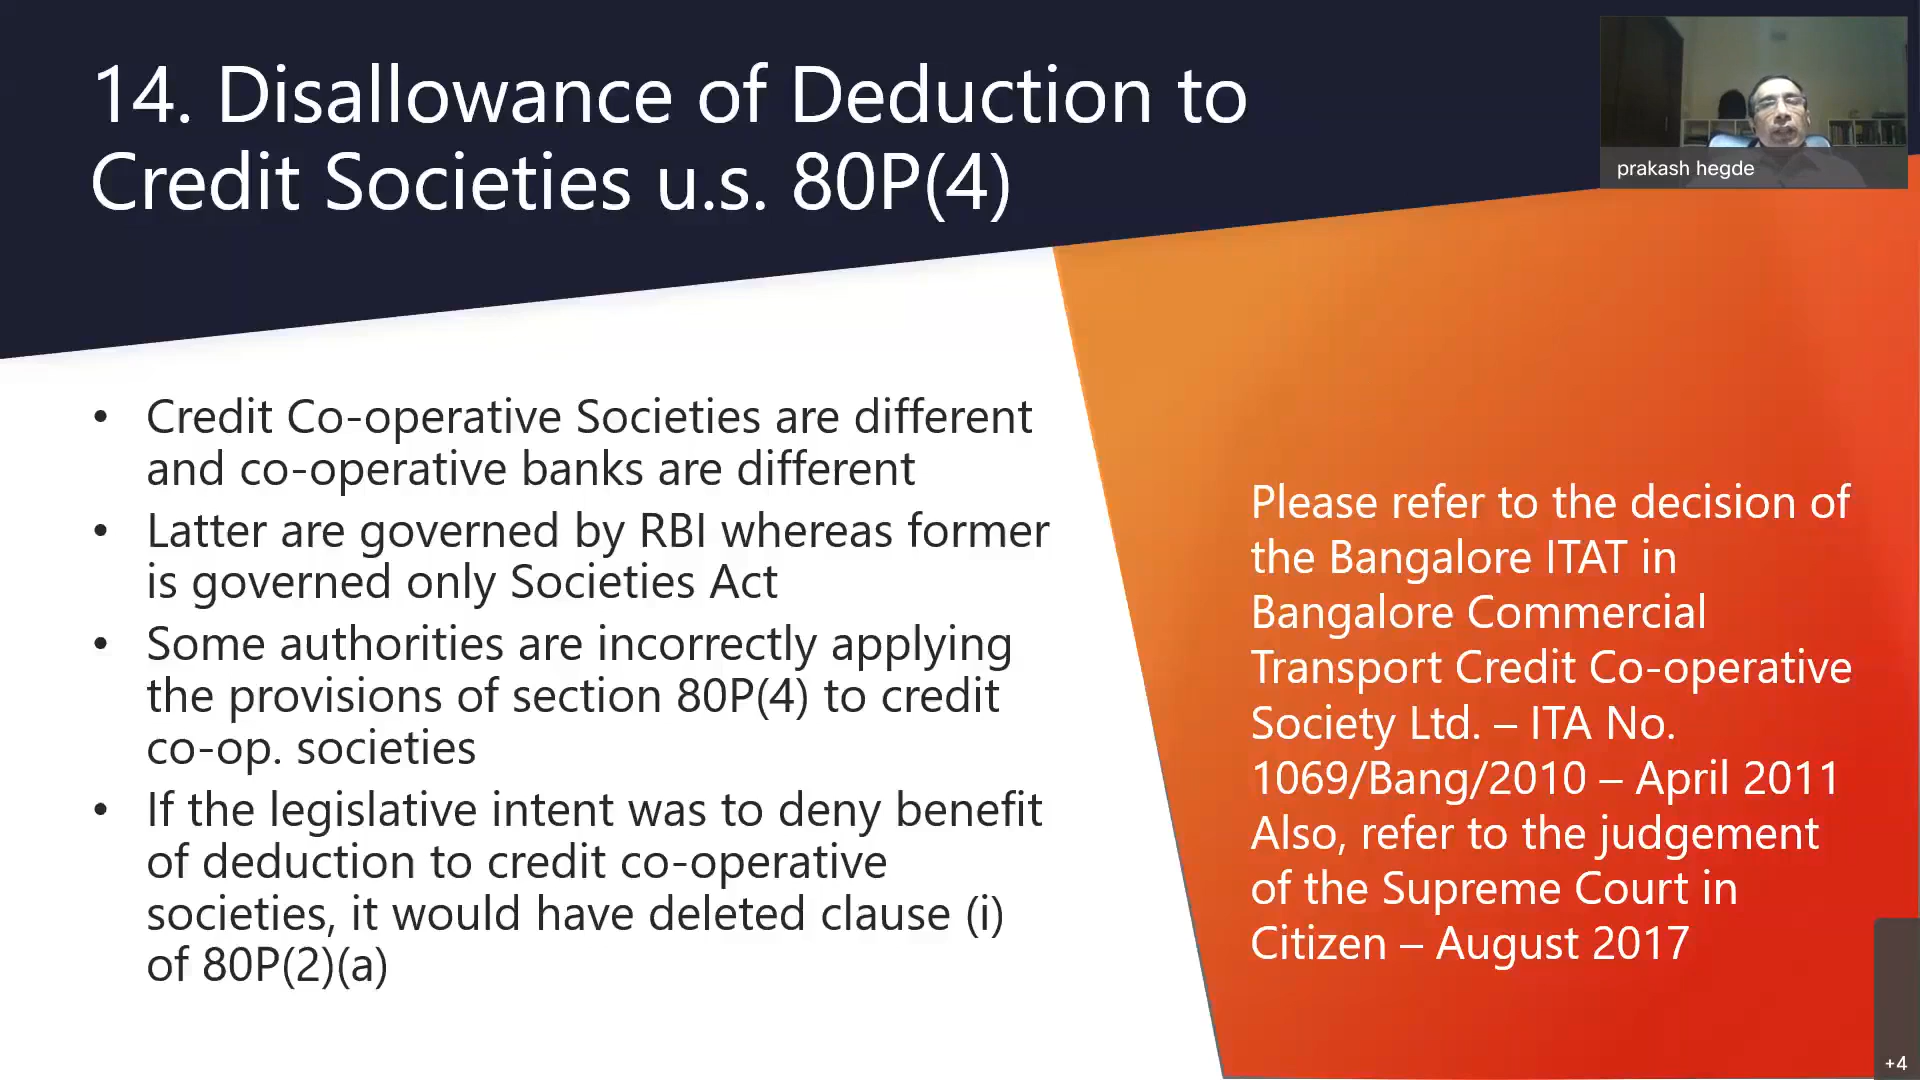 14. Disallowance of Deduction to
Credit Societies u.s. 80P(4)
prakash hegde
• Credit Co-operative Societies are different
and co-operative banks are different
• Latter are governed by RBI whereas former
is governed only Societies Act
• Some authorities are incorrectly applying
the provisions of section 80P(4) to credit
co-op. societies
• If the legislative intent was to deny benefit
of deduction to credit co-operative
societies, it would have deleted clause (i)
of 80P(2)(a)
Please refer to the decision of
the Bangalore ITAT in
Bangalore Commercial
Transport Credit Co-operative
Society Ltd. – ITA No.
1069/Bang/2010 – April 2011
Also, refer to the judgement
of the Supreme Court in
Citizen – August 2017
+4